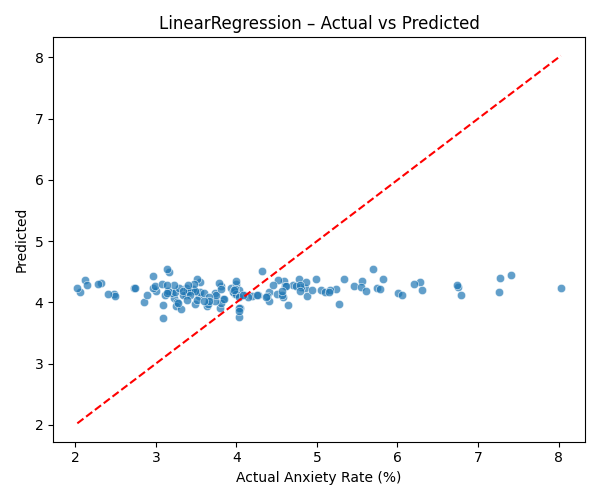 LinearRegression – Actual vs Predicted
8
7
6
5
4
3
2
Predicted
2 3 4 5 6 7 8
Actual Anxiety Rate (%)